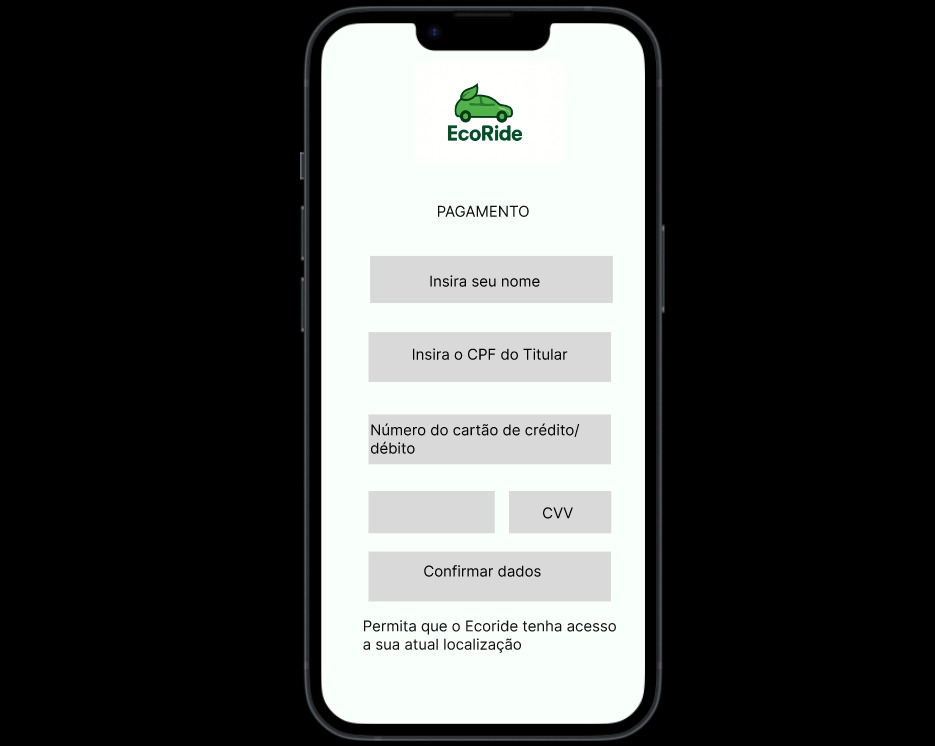 EcoRide
PAGAMENTO
Insira seu nome
Insira o CPF do Titular
Número do cartão de crédito/
débito
CVV
Confirmar dados
Permita que o Ecoride tenha acesso
a sua atual localização